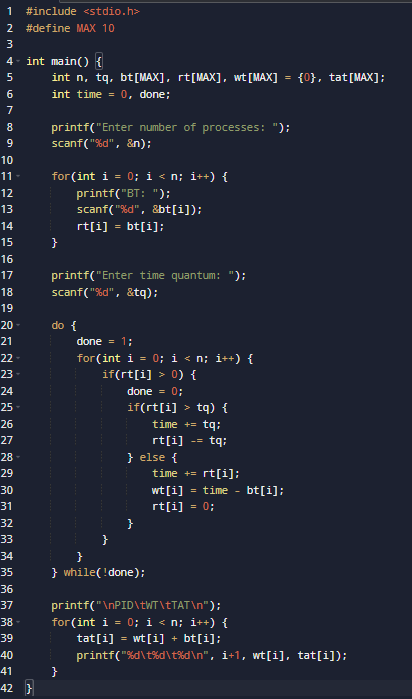 1 #include <stdio.h>
2 #define MAX 10
3
4 int main() {
5     int n, tq, bt[MAX], rt[MAX], wt[MAX] = {0}, tat[MAX];
6     int time = 0, done;
7
8     printf("Enter number of processes: ");
9     scanf("%d", &n);
10
11     for(int i = 0; i < n; i++) {
12         printf("BT: ");
13         scanf("%d", &bt[i]);
14         rt[i] = bt[i];
15     }
16
17     printf("Enter time quantum: ");
18     scanf("%d", &tq);
19
20     do {
21         done = 1;
22         for(int i = 0; i < n; i++) {
23             if(rt[i] > 0) {
24                 done = 0;
25                 if(rt[i] > tq) {
26                     time += tq;
27                     rt[i] -= tq;
28                 } else {
29                     time += rt[i];
30                     wt[i] = time - bt[i];
31                     rt[i] = 0;
32                 }
33             }
34         }
35     } while(!done);
36
37     printf("\nPID\tWT\tTAT\n");
38     for(int i = 0; i < n; i++) {
39         tat[i] = wt[i] + bt[i];
40         printf("%d\t%d\t%d\n", i+1, wt[i], tat[i]);
41     }
42 }